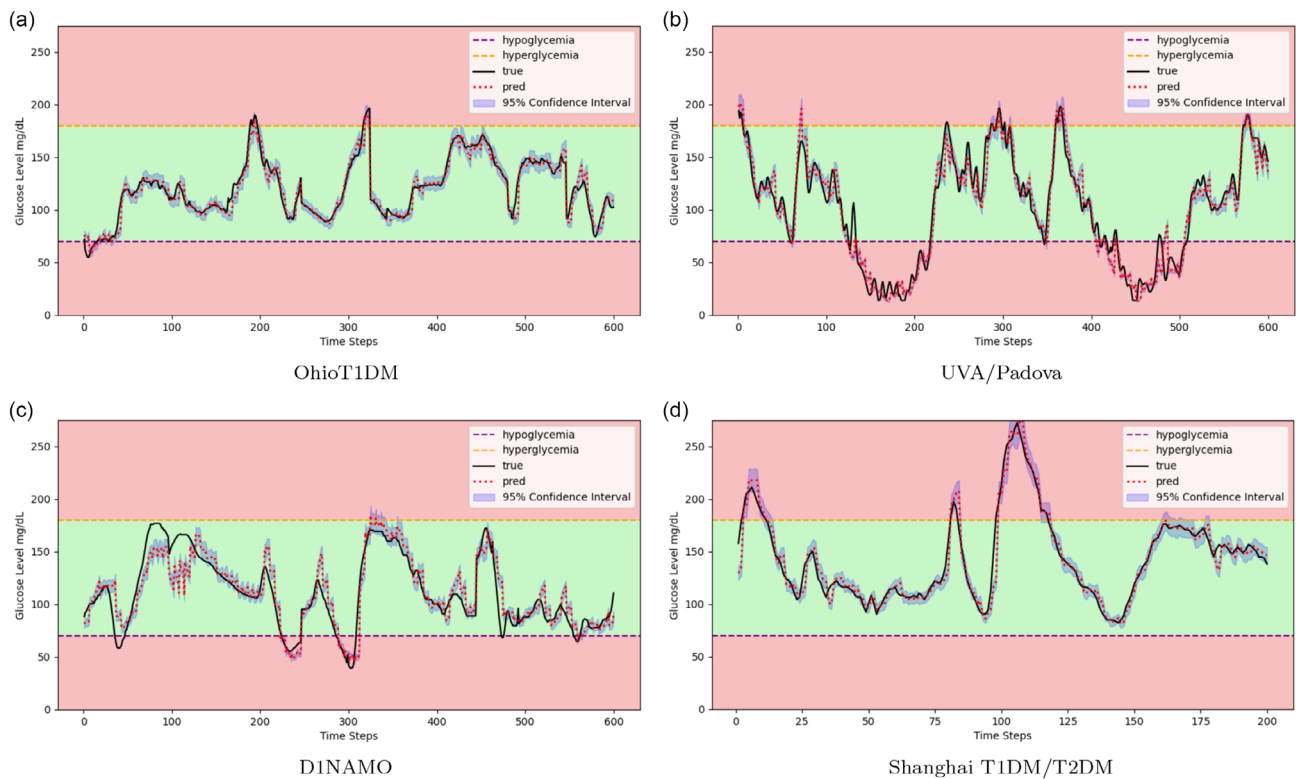 (a)
250
200
150
100
50
0
Glucose Level mg/dL
hypoglycemia
hyperglycemia
true
pred
95% Confidence Interval
0 100 200 300 400 500 600
Time Steps
OhioT1DM
(b)
250
200
150
100
50
0
Glucose Level mg/dL
hypoglycemia
hyperglycemia
true
pred
95% Confidence Interval
0 100 200 300 400 500 600
Time Steps
UVA/Padova
(c)
250
200
150
100
50
0
Glucose Level mg/dL
hypoglycemia
hyperglycemia
true
pred
95% Confidence Interval
0 100 200 300 400 500 600
Time Steps
D1NAMO
(d)
250
200
150
100
50
0
Glucose Level mg/dL
hypoglycemia
hyperglycemia
true
pred
95% Confidence Interval
0 25 50 75 100 125 150 175 200
Time Steps
Shanghai T1DM/T2DM